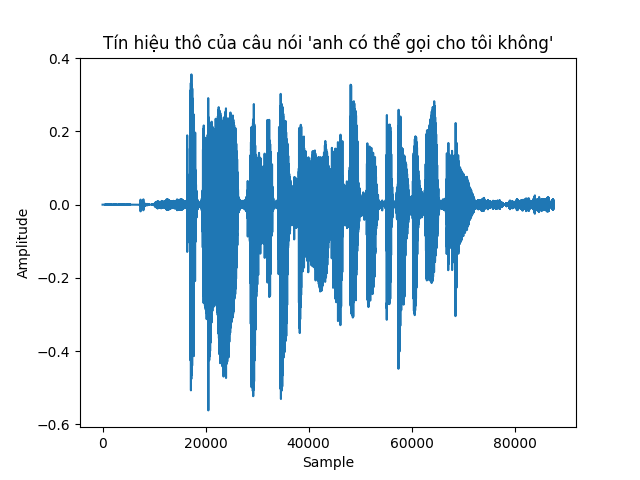 Tín hiệu thô của câu nói 'anh có thể gọi cho tôi không'
0.4
0.2
0.0
−0.2
−0.4
−0.6
Amplitude
0 20000 40000 60000 80000
Sample